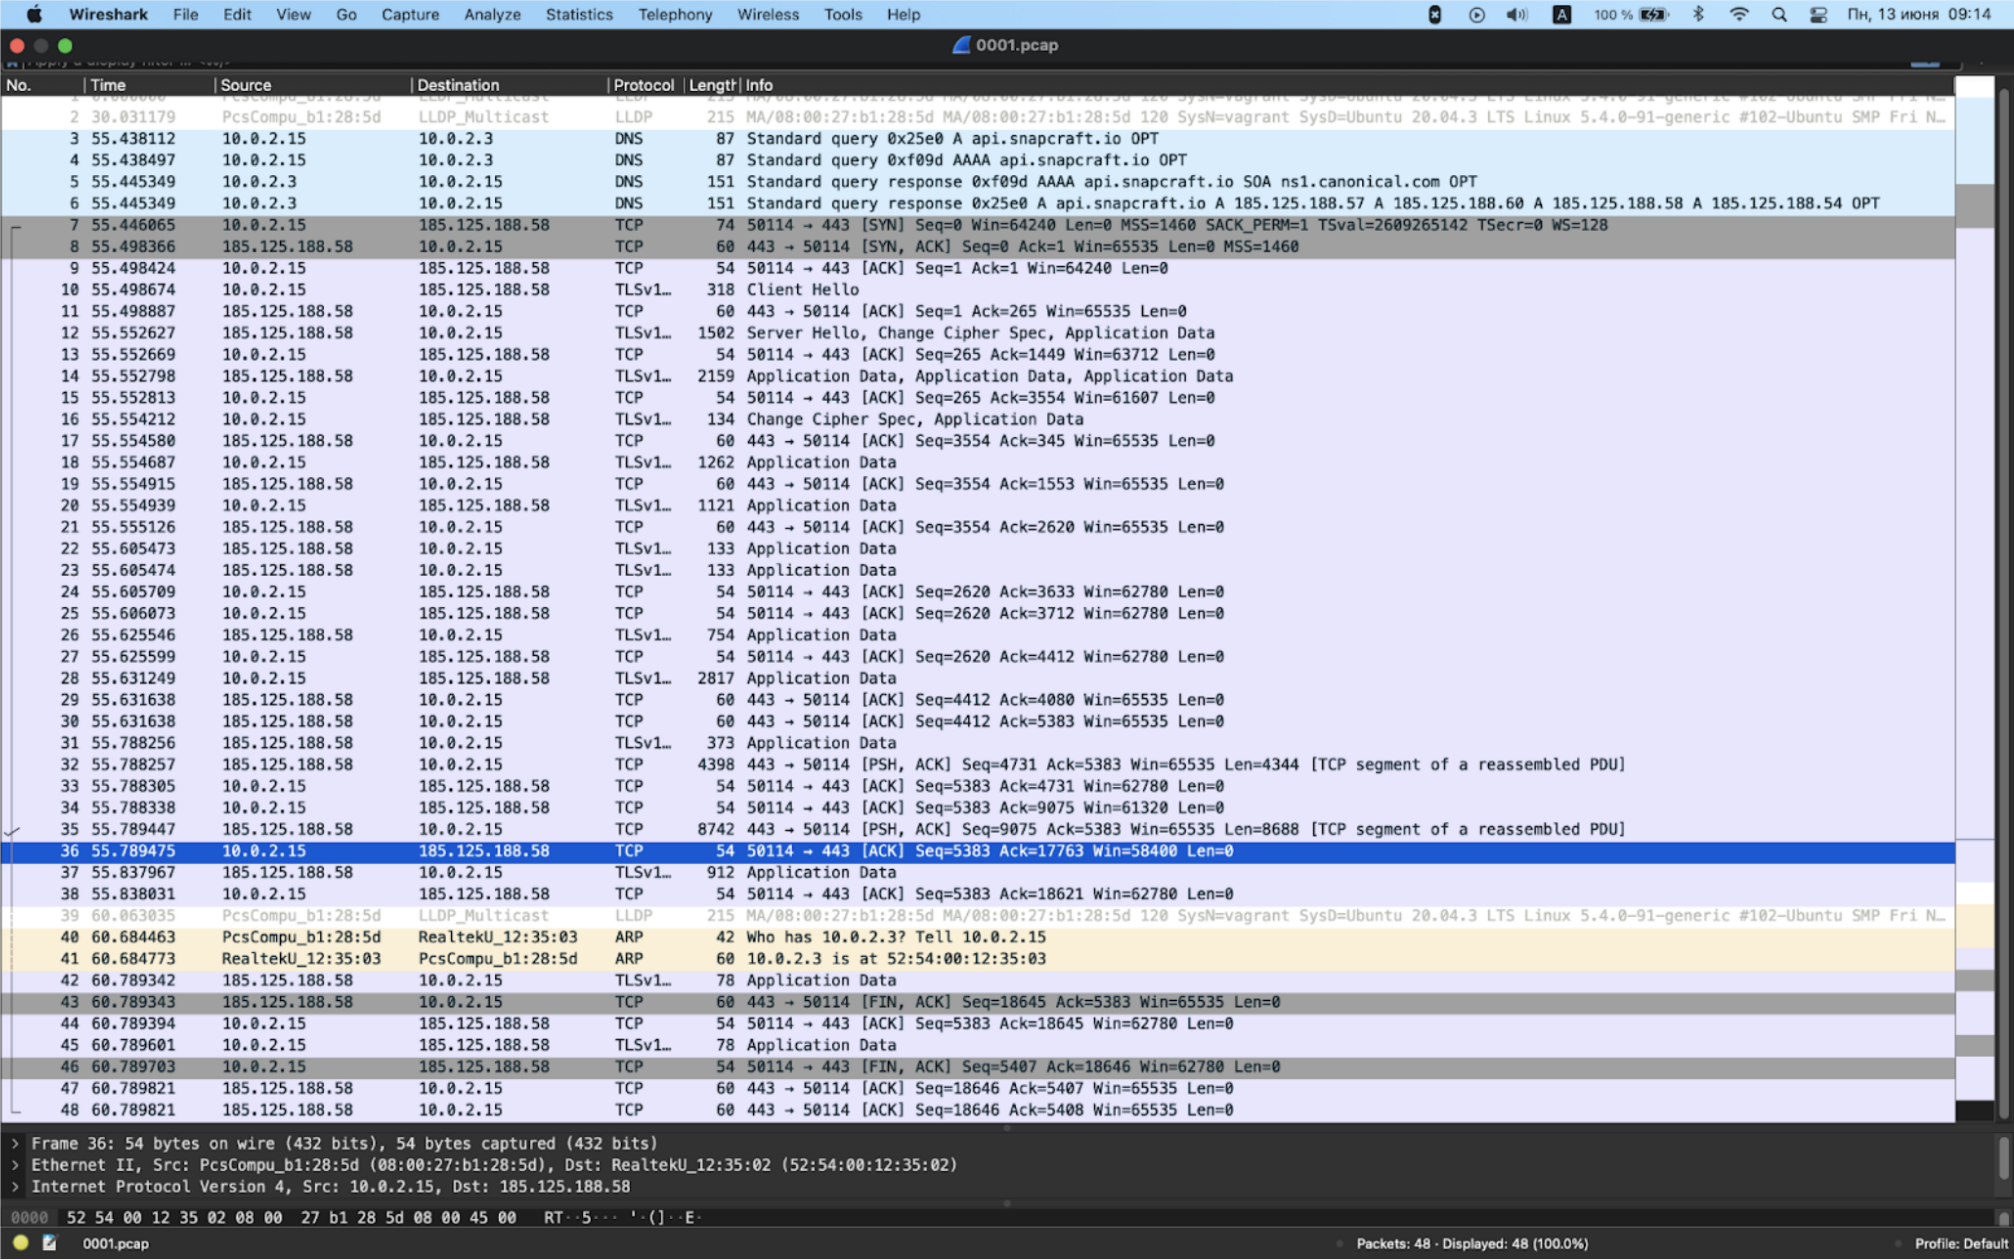 Wireshark File Edit View Go Capture Analyze Statistics Telephony Wireless Tools Help A 100 % Пн, 13 июня 09:14
0001.pcap
No. Time Source Destination Protocol Length Info
2 30.031179 PcsCompu_b1:28:5d LLDP_Multicast LLDP 215 MA/08:00:27:b1:28:5d MA/08:00:27:b1:28:5d 120 SysN=vagrant SysD=Ubuntu 20.04.3 LTS Linux 5.4.0-91-generic #102-Ubuntu SMP Fri N…
3 55.438112 10.0.2.15 10.0.2.3 DNS 87 Standard query 0x25e0 A api.snapcraft.io OPT
4 55.438497 10.0.2.15 10.0.2.3 DNS 87 Standard query 0xf09d AAAA api.snapcraft.io OPT
5 55.445349 10.0.2.3 10.0.2.15 DNS 151 Standard query response 0xf09d AAAA api.snapcraft.io SOA ns1.canonical.com OPT
6 55.445349 10.0.2.3 10.0.2.15 DNS 151 Standard query response 0x25e0 A api.snapcraft.io A 185.125.188.57 A 185.125.188.60 A 185.125.188.58 A 185.125.188.54 OPT
7 55.446065 10.0.2.15 185.125.188.58 TCP 74 50114 → 443 [SYN] Seq=0 Win=64240 Len=0 MSS=1460 SACK_PERM=1 TSval=2609265142 TSecr=0 WS=128
8 55.498366 185.125.188.58 10.0.2.15 TCP 60 443 → 50114 [SYN, ACK] Seq=0 Ack=1 Win=65535 Len=0 MSS=1460
9 55.498424 10.0.2.15 185.125.188.58 TCP 54 50114 → 443 [ACK] Seq=1 Ack=1 Win=64240 Len=0
10 55.498674 10.0.2.15 185.125.188.58 TLSv1… 318 Client Hello
11 55.498887 185.125.188.58 10.0.2.15 TCP 60 443 → 50114 [ACK] Seq=1 Ack=265 Win=65535 Len=0
12 55.552627 185.125.188.58 10.0.2.15 TLSv1… 1502 Server Hello, Change Cipher Spec, Application Data
13 55.552669 10.0.2.15 185.125.188.58 TCP 54 50114 → 443 [ACK] Seq=265 Ack=1449 Win=63712 Len=0
14 55.552798 185.125.188.58 10.0.2.15 TLSv1… 2159 Application Data, Application Data, Application Data
15 55.552813 10.0.2.15 185.125.188.58 TCP 54 50114 → 443 [ACK] Seq=265 Ack=3554 Win=61607 Len=0
16 55.554212 10.0.2.15 185.125.188.58 TLSv1… 134 Change Cipher Spec, Application Data
17 55.554580 185.125.188.58 10.0.2.15 TCP 60 443 → 50114 [ACK] Seq=3554 Ack=345 Win=65535 Len=0
18 55.554687 10.0.2.15 185.125.188.58 TLSv1… 1262 Application Data
19 55.554915 185.125.188.58 10.0.2.15 TCP 60 443 → 50114 [ACK] Seq=3554 Ack=1553 Win=65535 Len=0
20 55.554939 10.0.2.15 185.125.188.58 TLSv1… 1121 Application Data
21 55.555126 185.125.188.58 10.0.2.15 TCP 60 443 → 50114 [ACK] Seq=3554 Ack=2620 Win=65535 Len=0
22 55.605473 185.125.188.58 10.0.2.15 TLSv1… 133 Application Data
23 55.605474 185.125.188.58 10.0.2.15 TLSv1… 133 Application Data
24 55.605709 10.0.2.15 185.125.188.58 TCP 54 50114 → 443 [ACK] Seq=2620 Ack=3633 Win=62780 Len=0
25 55.606073 10.0.2.15 185.125.188.58 TCP 54 50114 → 443 [ACK] Seq=2620 Ack=3712 Win=62780 Len=0
26 55.625546 185.125.188.58 10.0.2.15 TLSv1… 754 Application Data
27 55.625599 10.0.2.15 185.125.188.58 TCP 54 50114 → 443 [ACK] Seq=2620 Ack=4412 Win=62780 Len=0
28 55.631249 10.0.2.15 185.125.188.58 TLSv1… 2817 Application Data
29 55.631638 185.125.188.58 10.0.2.15 TCP 60 443 → 50114 [ACK] Seq=4412 Ack=4080 Win=65535 Len=0
30 55.631638 185.125.188.58 10.0.2.15 TCP 60 443 → 50114 [ACK] Seq=4412 Ack=5383 Win=65535 Len=0
31 55.788256 185.125.188.58 10.0.2.15 TLSv1… 373 Application Data
32 55.788257 185.125.188.58 10.0.2.15 TCP 4398 443 → 50114 [PSH, ACK] Seq=4731 Ack=5383 Win=65535 Len=4344 [TCP segment of a reassembled PDU]
33 55.788305 10.0.2.15 185.125.188.58 TCP 54 50114 → 443 [ACK] Seq=5383 Ack=4731 Win=62780 Len=0
34 55.788338 10.0.2.15 185.125.188.58 TCP 54 50114 → 443 [ACK] Seq=5383 Ack=9075 Win=61320 Len=0
35 55.789447 185.125.188.58 10.0.2.15 TCP 8742 443 → 50114 [PSH, ACK] Seq=9075 Ack=5383 Win=65535 Len=8688 [TCP segment of a reassembled PDU]
36 55.789475 10.0.2.15 185.125.188.58 TCP 54 50114 → 443 [ACK] Seq=5383 Ack=17763 Win=58400 Len=0
37 55.837967 185.125.188.58 10.0.2.15 TLSv1… 912 Application Data
38 55.838031 10.0.2.15 185.125.188.58 TCP 54 50114 → 443 [ACK] Seq=5383 Ack=18621 Win=62780 Len=0
39 60.063035 PcsCompu_b1:28:5d LLDP_Multicast LLDP 215 MA/08:00:27:b1:28:5d MA/08:00:27:b1:28:5d 120 SysN=vagrant SysD=Ubuntu 20.04.3 LTS Linux 5.4.0-91-generic #102-Ubuntu SMP Fri N…
40 60.684463 PcsCompu_b1:28:5d RealtekU_12:35:03 ARP 42 Who has 10.0.2.3? Tell 10.0.2.15
41 60.684773 RealtekU_12:35:03 PcsCompu_b1:28:5d ARP 60 10.0.2.3 is at 52:54:00:12:35:03
42 60.789342 185.125.188.58 10.0.2.15 TLSv1… 78 Application Data
43 60.789343 185.125.188.58 10.0.2.15 TCP 60 443 → 50114 [FIN, ACK] Seq=18645 Ack=5383 Win=65535 Len=0
44 60.789394 10.0.2.15 185.125.188.58 TCP 54 50114 → 443 [ACK] Seq=5383 Ack=18645 Win=62780 Len=0
45 60.789601 10.0.2.15 185.125.188.58 TLSv1… 78 Application Data
46 60.789703 10.0.2.15 185.125.188.58 TCP 54 50114 → 443 [FIN, ACK] Seq=5407 Ack=18646 Win=62780 Len=0
47 60.789821 185.125.188.58 10.0.2.15 TCP 60 443 → 50114 [ACK] Seq=18646 Ack=5407 Win=65535 Len=0
48 60.789821 185.125.188.58 10.0.2.15 TCP 60 443 → 50114 [ACK] Seq=18646 Ack=5408 Win=65535 Len=0
Frame 36: 54 bytes on wire (432 bits), 54 bytes captured (432 bits)
Ethernet II, Src: PcsCompu_b1:28:5d (08:00:27:b1:28:5d), Dst: RealtekU_12:35:02 (52:54:00:12:35:02)
Internet Protocol Version 4, Src: 10.0.2.15, Dst: 185.125.188.58
0000 52 54 00 12 35 02 08 00 27 b1 28 5d 08 00 45 00 RT··5··· '·(]··E·
0001.pcap Packets: 48 · Displayed: 48 (100.0%) Profile: Default